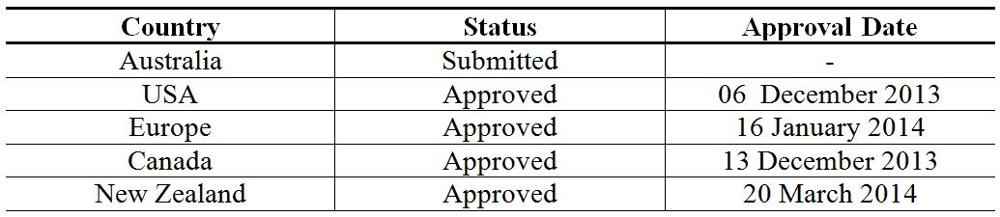 Country Status Approval Date
Australia Submitted -
USA Approved 06 December 2013
Europe Approved 16 January 2014
Canada Approved 13 December 2013
New Zealand Approved 20 March 2014